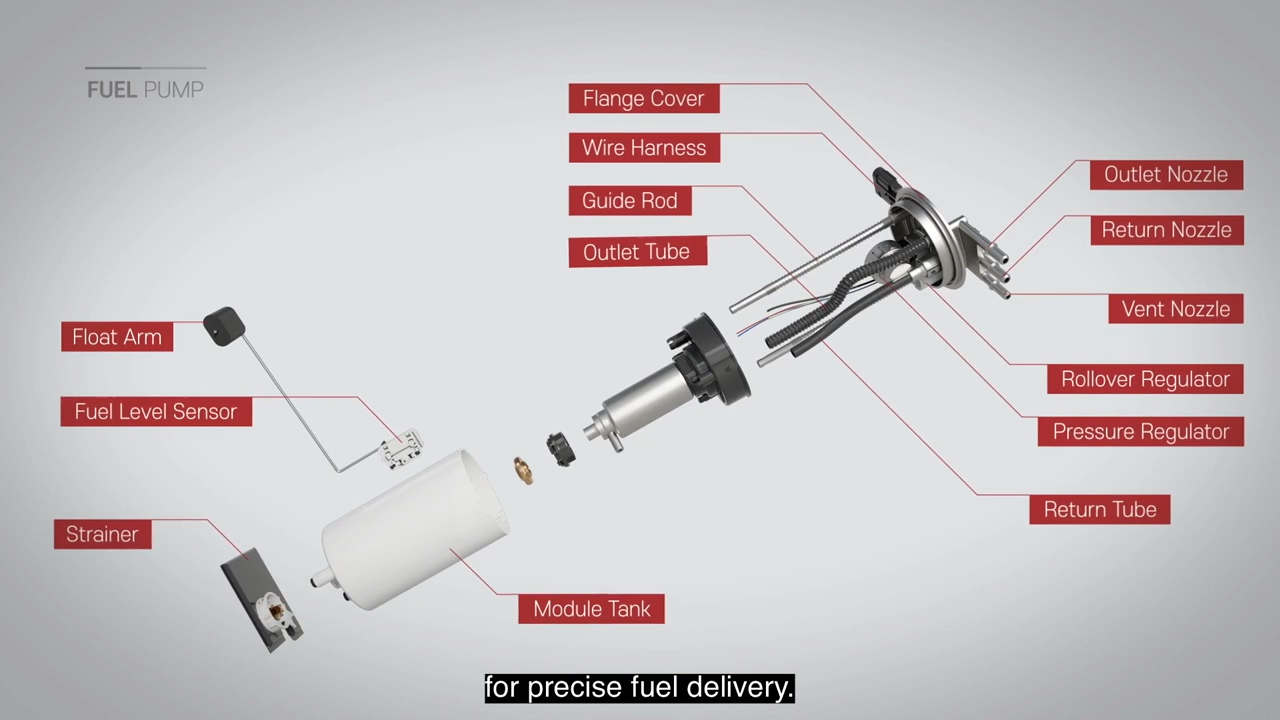 FUEL PUMP
Flange Cover
Wire Harness
Guide Rod
Outlet Tube
Outlet Nozzle
Return Nozzle
Vent Nozzle
Rollover Regulator
Pressure Regulator
Return Tube
Float Arm
Fuel Level Sensor
Strainer
Module Tank
for precise fuel delivery.